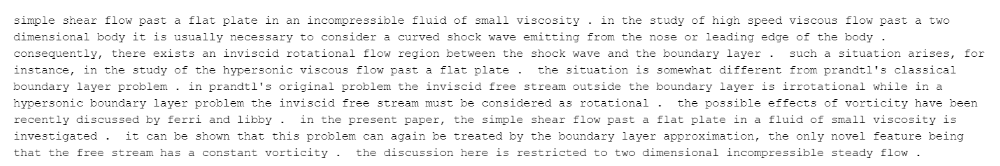 simple shear flow past a flat plate in an incompressible fluid of small viscosity . in the study of high speed viscous flow past a two
dimensional body it is usually necessary to consider a curved shock wave emitting from the nose or leading edge of the body .
consequently, there exists an inviscid rotational flow region between the shock wave and the boundary layer .  such a situation arises, for
instance, in the study of the hypersonic viscous flow past a flat plate .  the situation is somewhat different from prandtl's classical
boundary layer problem . in prandtl's original problem the inviscid free stream outside the boundary layer is irrotational while in a
hypersonic boundary layer problem the inviscid free stream must be considered as rotational .  the possible effects of vorticity have been
recently discussed by ferri and libby .  in the present paper, the simple shear flow past a flat plate in a fluid of small viscosity is
investigated .  it can be shown that this problem can again be treated by the boundary layer approximation, the only novel feature being
that the free stream has a constant vorticity .  the discussion here is restricted to two dimensional incompressible steady flow .